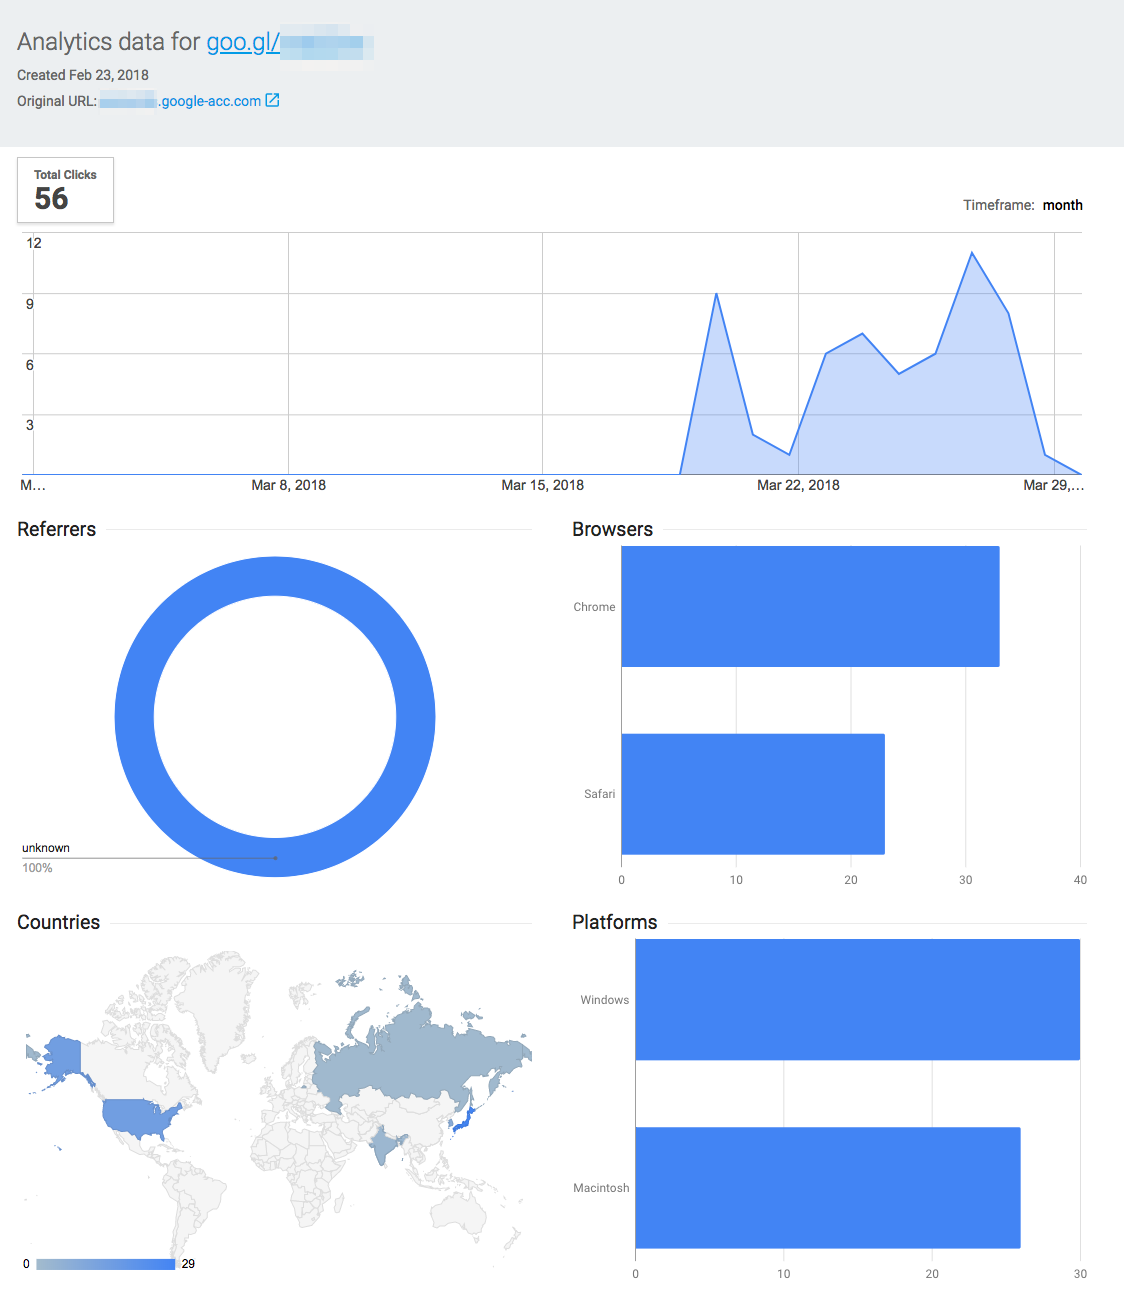 Analytics data for goo.gl/
Created Feb 23, 2018
Original URL: .google-acc.com
Total Clicks
56
Timeframe: month
12
9
6
3
M...
Mar 8, 2018
Mar 15, 2018
Mar 22, 2018
Mar 29,...
Referrers
unknown
100%
Browsers
Chrome
Safari
0
10
20
30
40
Countries
0
29
Platforms
Windows
Macintosh
0
10
20
30